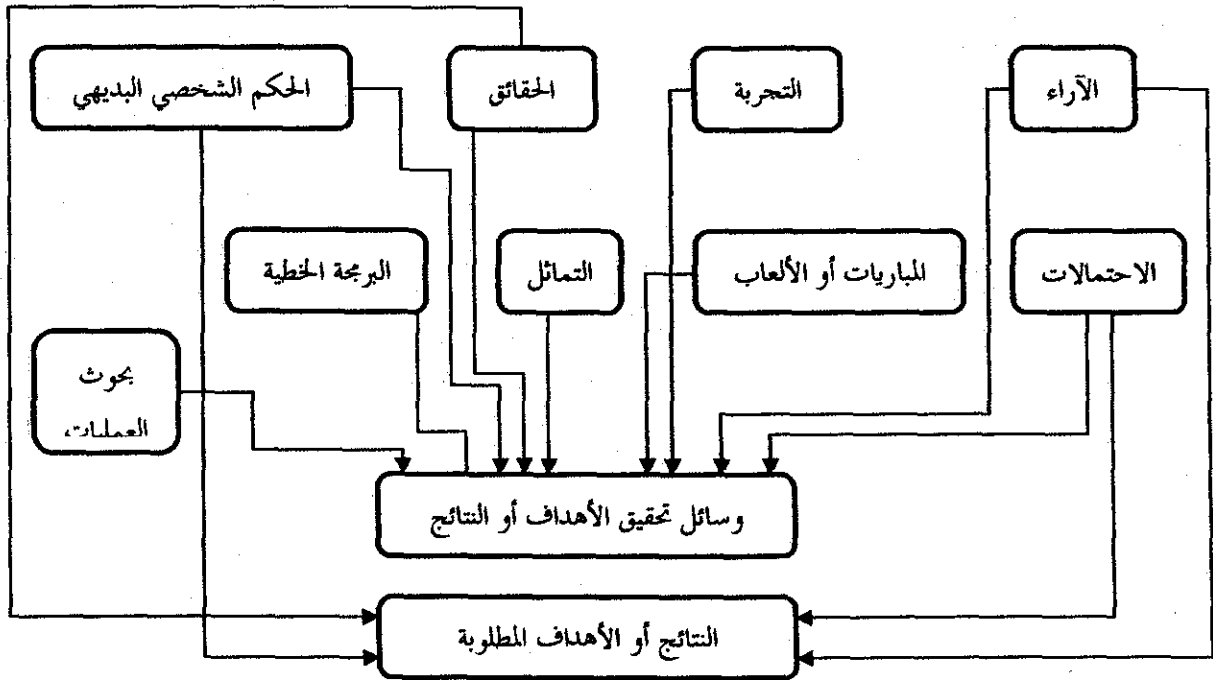 الآراء
التجربة
الحقائق
الحكم الشخصي البديهي
الاحتمالات
المباريات أو الألعاب
التماثل
البرمجة الخطية
بحوث
العمليات
وسائل تحقيق الأهداف أو النتائج
النتائج أو الأهداف المطلوبة